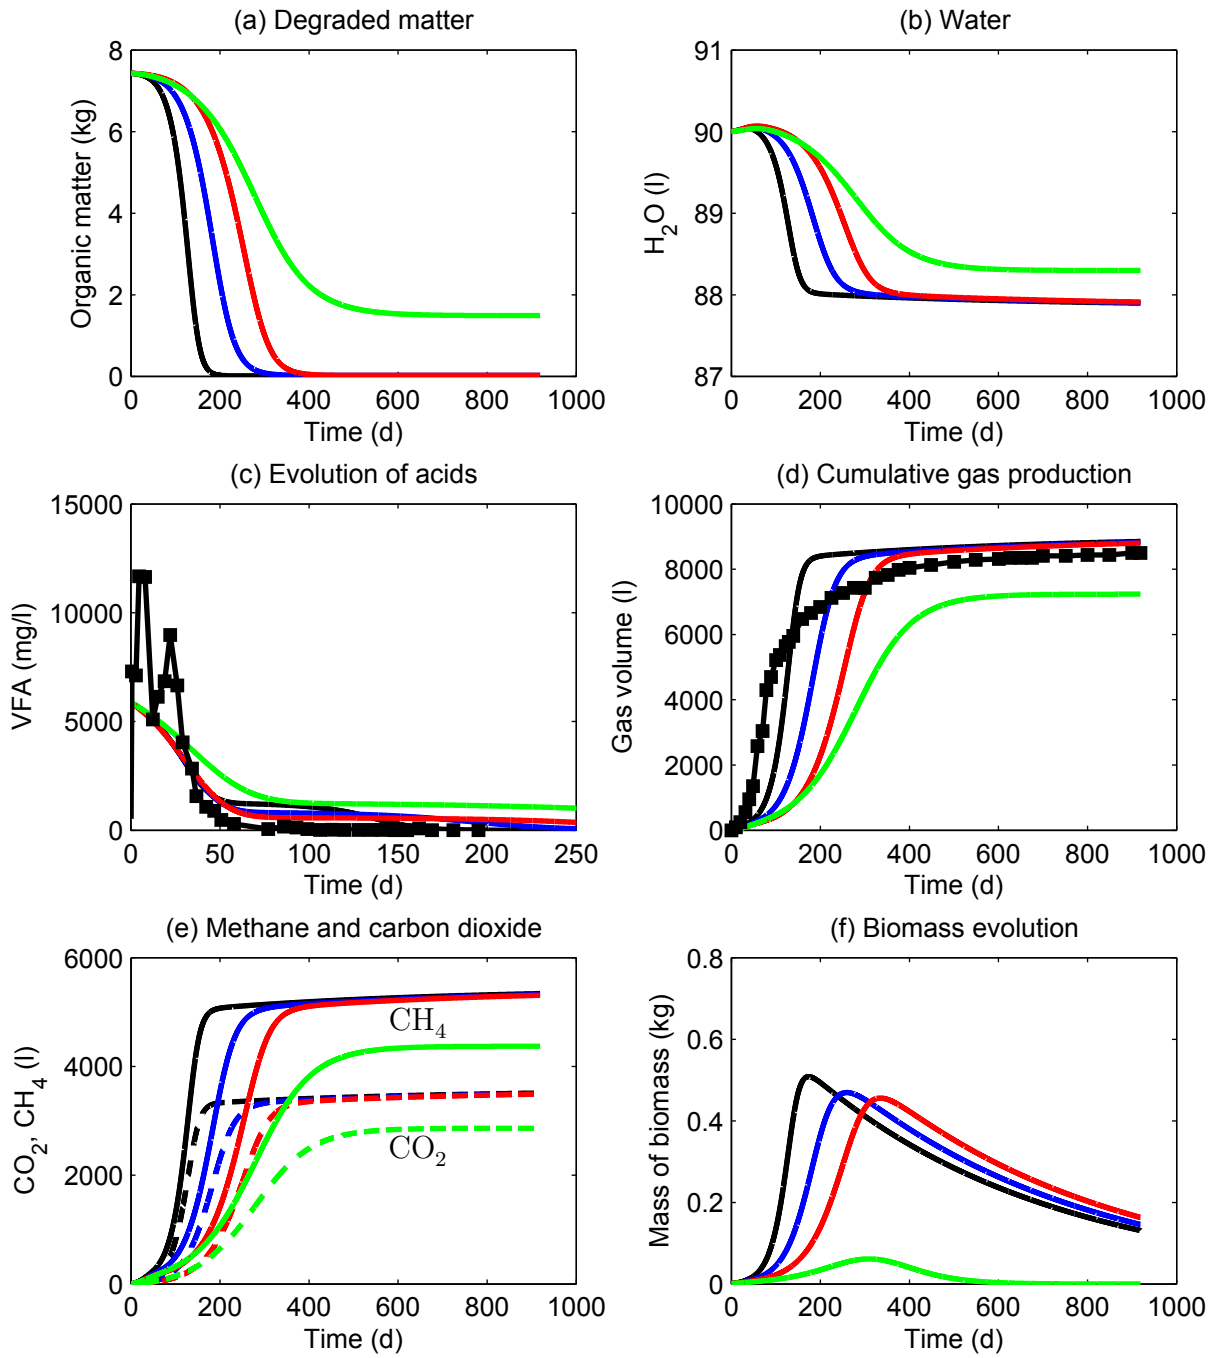 (a) Degraded matter
8
6
4
2
0
Organic matter (kg)
0 200 400 600 800 1000
Time (d)
(b) Water
91
90
89
88
87
H2O (l)
0 200 400 600 800 1000
Time (d)
(c) Evolution of acids
15000
10000
5000
0
VFA (mg/l)
0 50 100 150 200 250
Time (d)
(d) Cumulative gas production
10000
8000
6000
4000
2000
0
Gas volume (l)
0 200 400 600 800 1000
Time (d)
(e) Methane and carbon dioxide
6000
4000
2000
0
CO2, CH4 (l)
CH4
CO2
0 200 400 600 800 1000
Time (d)
(f) Biomass evolution
0.8
0.6
0.4
0.2
0
Mass of biomass (kg)
0 200 400 600 800 1000
Time (d)